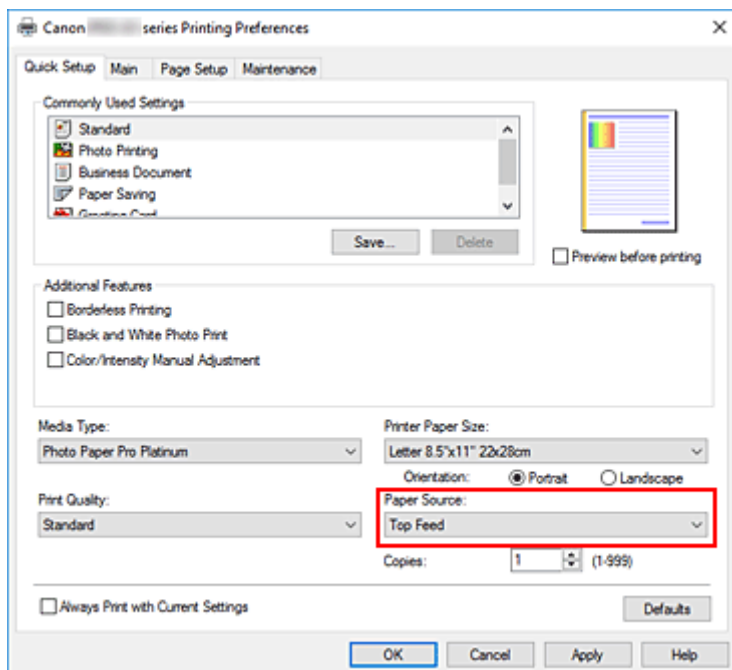 Canon series Printing Preferences
Quick Setup Main Page Setup Maintenance
Commonly Used Settings
Standard
Photo Printing
Business Document
Paper Saving
Greeting Card
Save... Delete
Preview before printing
Additional Features
Borderless Printing
Black and White Photo Print
Color/Intensity Manual Adjustment
Media Type: Printer Paper Size:
Photo Paper Pro Platinum Letter 8.5"x11" 22x28cm
Orientation: Portrait Landscape
Print Quality: Paper Source:
Standard Top Feed
Copies: 1 (1-999)
Always Print with Current Settings Defaults
OK Cancel Apply Help